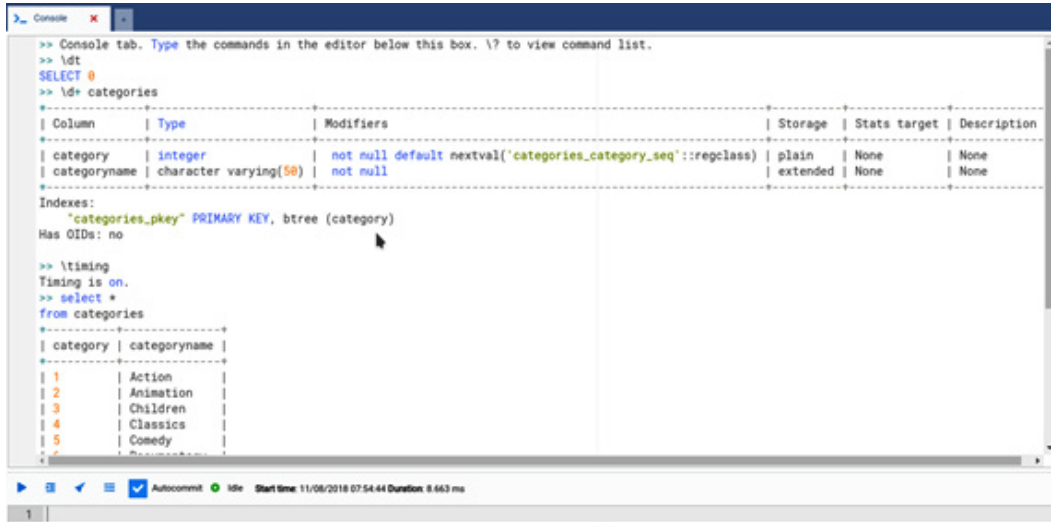 >_ Console ✖ +
>> Console tab. Type the commands in the editor below this box. \? to view command list.
>> \dt
SELECT 0
>> \d+ categories
+--------------+-----------------------+----------------------------------------------------------------+----------+--------------+-------------
| Column | Type | Modifiers | Storage | Stats target | Description
| category | integer | not null default nextval('categories_category_seq'::regclass) | plain | None | None
| categoryname | character varying(50) | not null | extended | None | None
Indexes:
"categories_pkey" PRIMARY KEY, btree (category)
Has OIDs: no
>> \timing
Timing is on.
>> select *
from categories
| category | categoryname |
| 1 | Action |
| 2 | Animation |
| 3 | Children |
| 4 | Classics |
| 5 | Comedy |
Autocommit Idle Start time: 11/08/2018 07:54:44 Duration: 8.663 ms
1